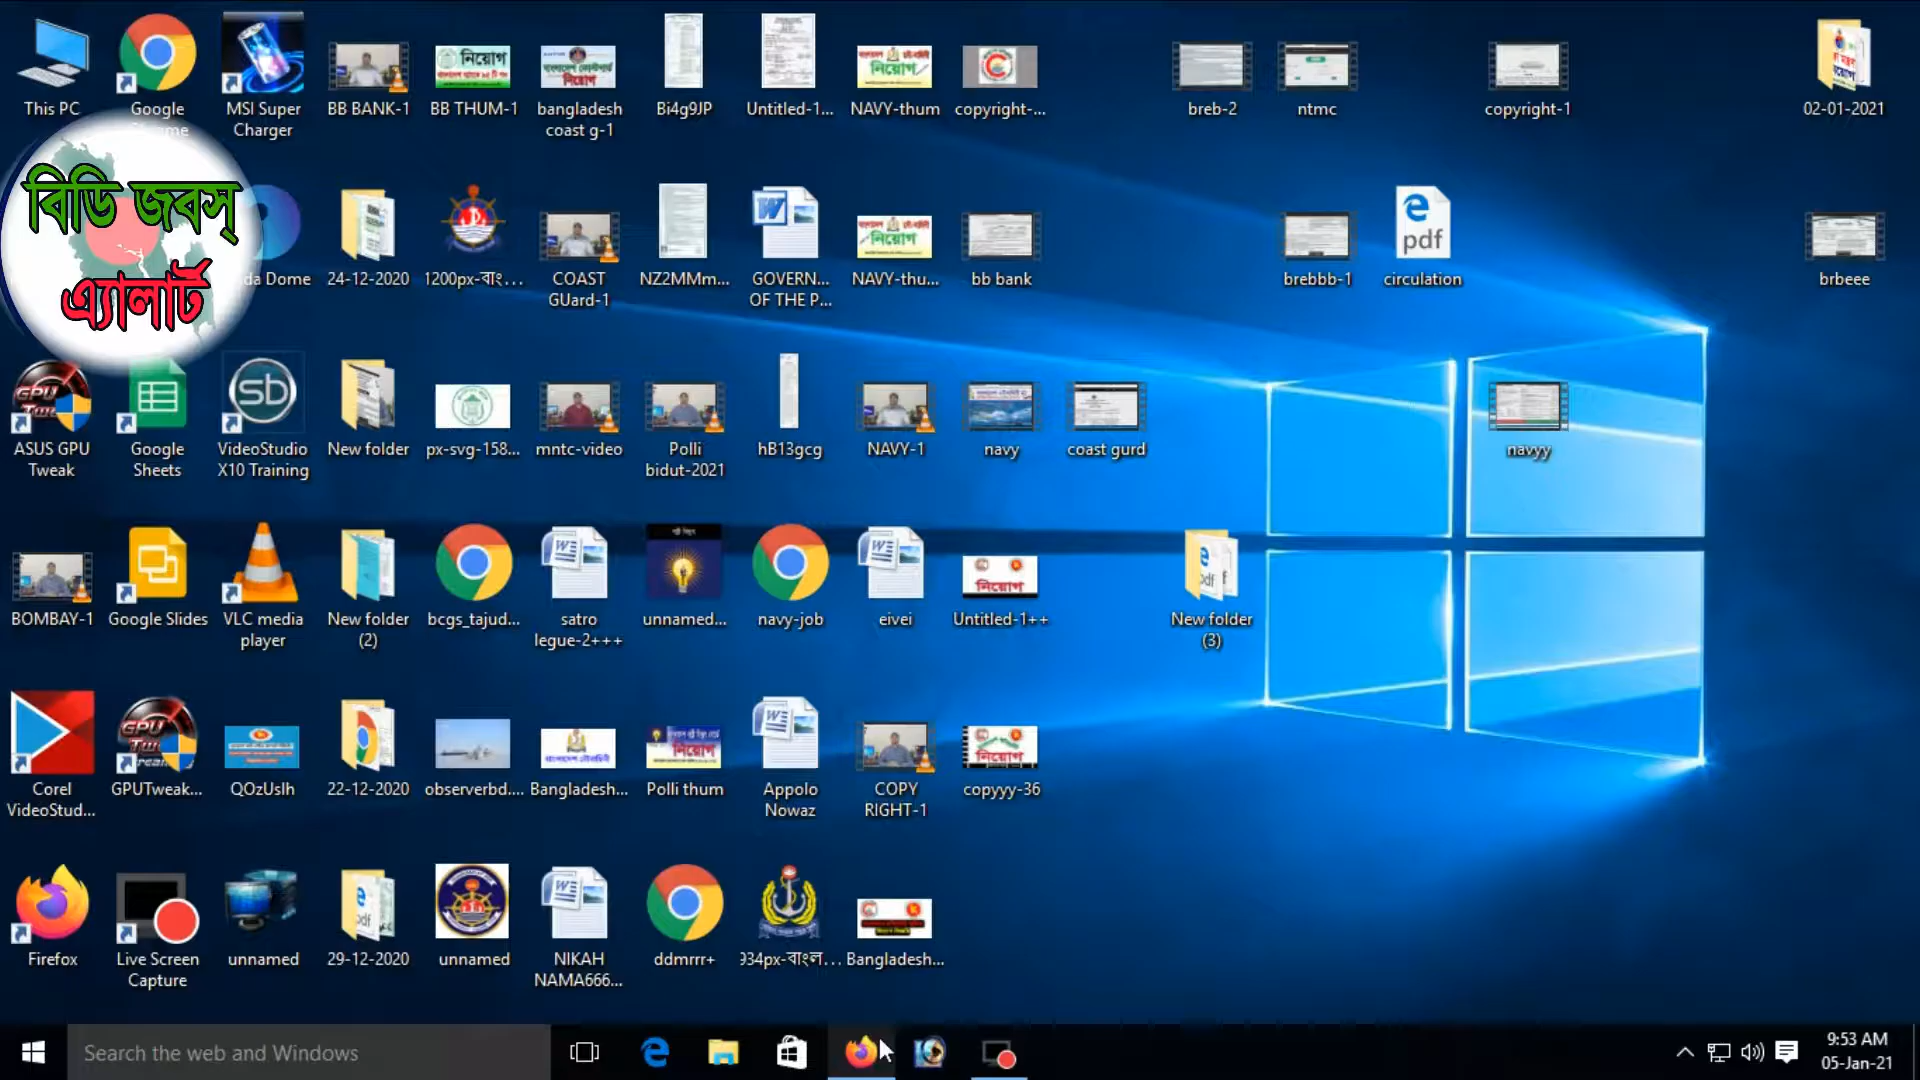 This PC
Google
MSI Super
Charger
BB BANK-1
BB THUM-1
bangladesh
coast g-1
Bi4g9JP
Untitled-1...
NAVY-thum
copyright-...
breb-2
ntmc
copyright-1
02-01-2021
নিয়োগ
নিয়োগ
নিয়োগ
বিডি জবস্
এ্যালার্ট
da Dome
24-12-2020
1200px-বাং...
COAST
GUard-1
NZ2MMm...
GOVERN...
OF THE P...
NAVY-thu...
bb bank
brebbb-1
pdf
circulation
brbeee
নিয়োগ
ASUS GPU
Tweak
Google
Sheets
VideoStudio
X10 Training
New folder
px-svg-158...
mntc-video
Polli
bidut-2021
hB13gcg
NAVY-1
navy
coast gurd
navyy
BOMBAY-1
Google Slides
VLC media
player
New folder
(2)
bcgs_tajud...
satro
legue-2+++
unnamed...
navy-job
eivei
নিয়োগ
Untitled-1++
New folder
(3)
Corel
VideoStud...
GPUTweak...
QOzUslh
22-12-2020
observerbd....
Bangladesh...
নিয়োগ
Polli thum
Appolo
Nowaz
COPY
RIGHT-1
নিয়োগ
copyyy-36
Firefox
Live Screen
Capture
unnamed
29-12-2020
unnamed
NIKAH
NAMA666...
ddmrrr+
934px-বাংল...
Bangladesh...
Search the web and Windows
9:53 AM
05-Jan-21